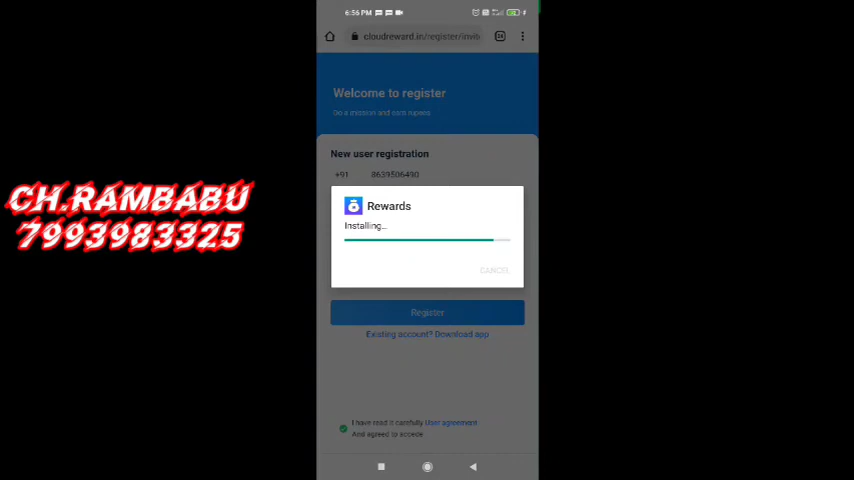 6:56 PM
cloudreward.in/register/invit
Welcome to register
Do a mission and earn rupees
New user registration
+91 8639506490
Rewards
Installing...
CANCEL
Register
Existing account? Download app
I have read it carefully User agreement
And agreed to accede
CH.RAMBABU
7993983325